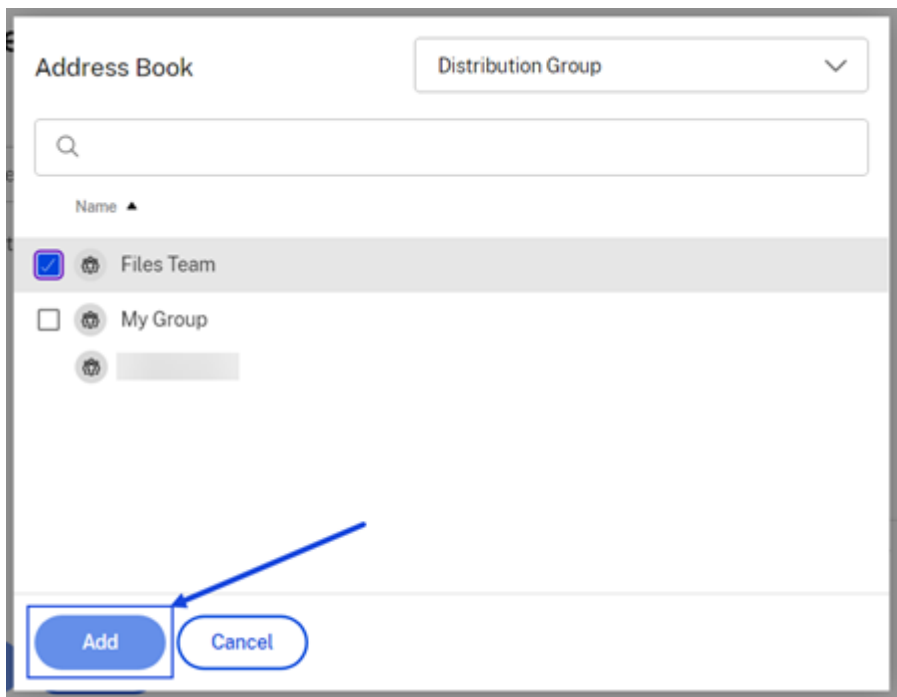 Address Book
Distribution Group
Name
Files Team
My Group
Add
Cancel